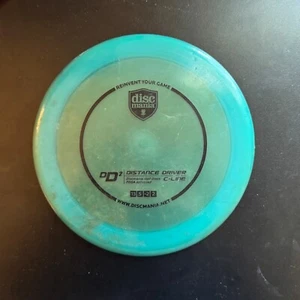 REINVENT YOUR GAME
disc
mania
DD²
DISTANCE DRIVER
C-LINE
WWW.DISCMANIA.NET